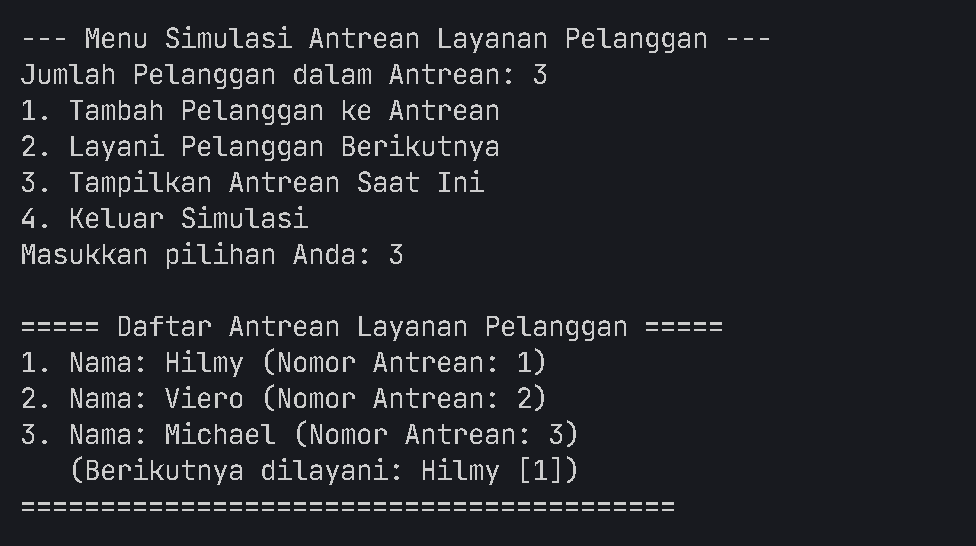 --- Menu Simulasi Antrean Layanan Pelanggan ---
Jumlah Pelanggan dalam Antrean: 3
1. Tambah Pelanggan ke Antrean
2. Layani Pelanggan Berikutnya
3. Tampilkan Antrean Saat Ini
4. Keluar Simulasi
Masukkan pilihan Anda: 3

===== Daftar Antrean Layanan Pelanggan =====
1. Nama: Hilmy (Nomor Antrean: 1)
2. Nama: Viero (Nomor Antrean: 2)
3. Nama: Michael (Nomor Antrean: 3)
   (Berikutnya dilayani: Hilmy [1])
=========================================